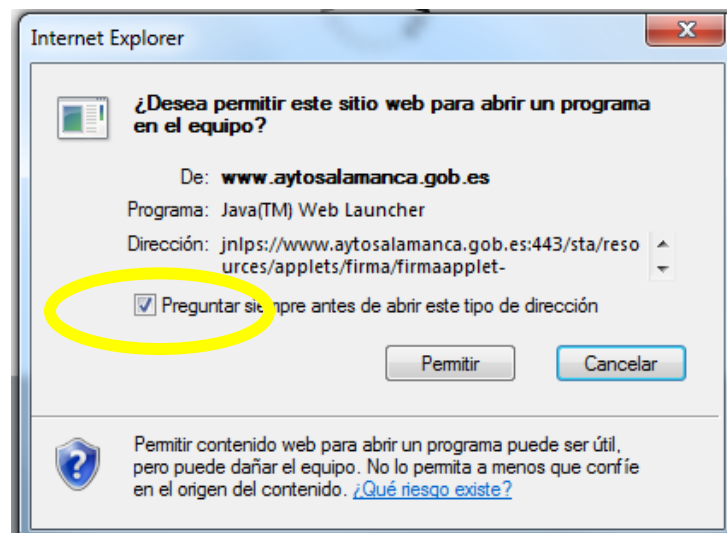 Internet Explorer
¿Desea permitir este sitio web para abrir un programa
en el equipo?
De: www.aytosalamanca.gob.es
Programa: Java(TM) Web Launcher
Dirección: jnlps://www.aytosalamanca.gob.es:443/sta/reso
urces/applets/firma/firmaapplet-
Preguntar siempre antes de abrir este tipo de dirección
Permitir Cancelar
Permitir contenido web para abrir un programa puede ser útil,
pero puede dañar el equipo. No lo permita a menos que confíe
en el origen del contenido. ¿Qué riesgo existe?